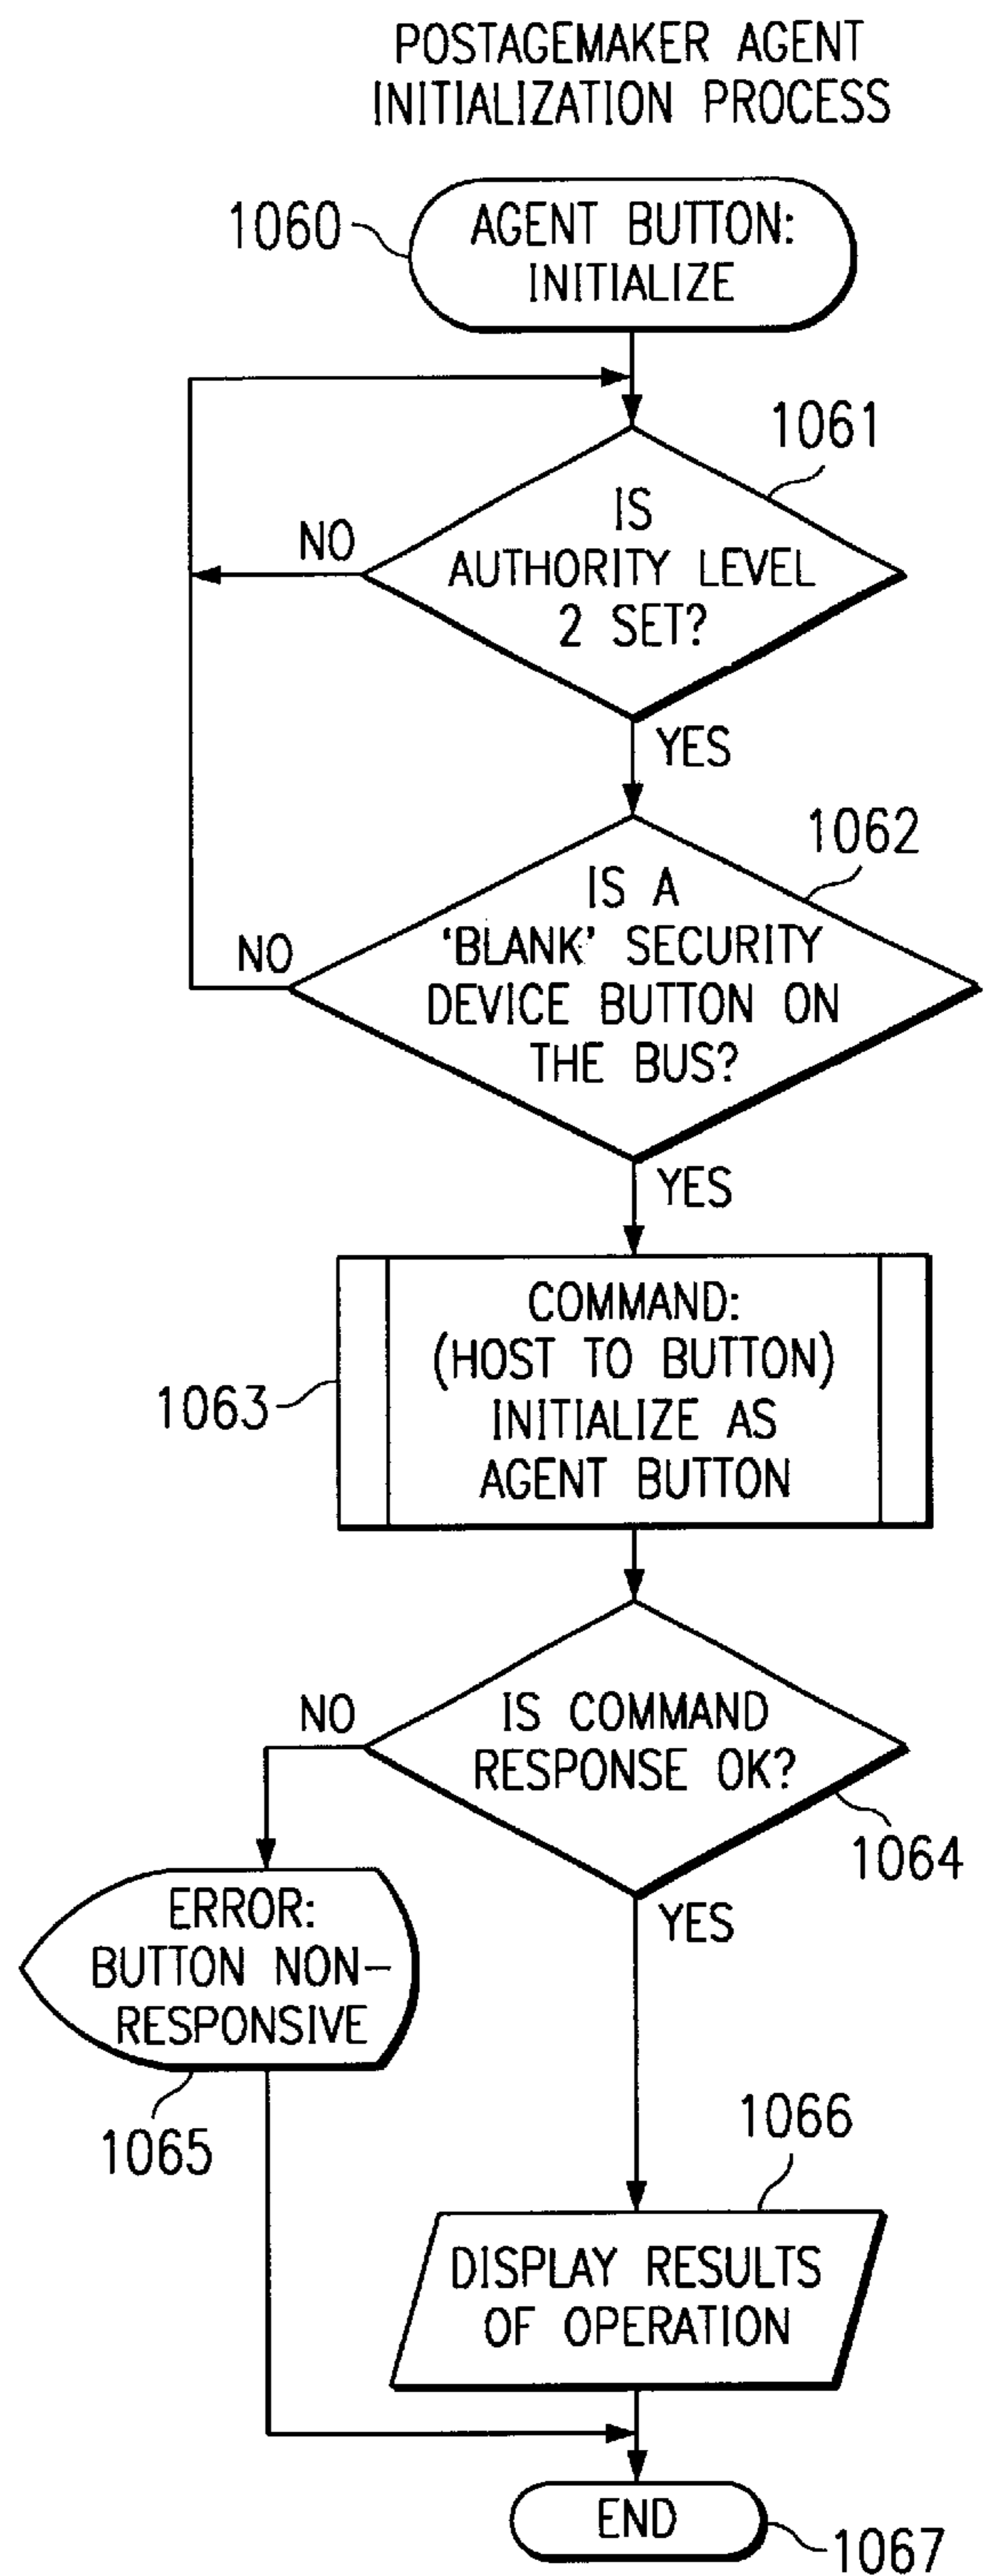 POSTAGEMAKER AGENT
INITIALIZATION PROCESS
1060
AGENT BUTTON:
INITIALIZE
1061
IS
AUTHORITY LEVEL
2 SET?
NO
YES
1062
IS A
'BLANK' SECURITY
DEVICE BUTTON ON
THE BUS?
NO
YES
COMMAND:
(HOST TO BUTTON)
INITIALIZE AS
AGENT BUTTON
1063
IS COMMAND
RESPONSE OK?
NO
1064
YES
ERROR:
BUTTON NON-
RESPONSIVE
1065
1066
DISPLAY RESULTS
OF OPERATION
END
1067